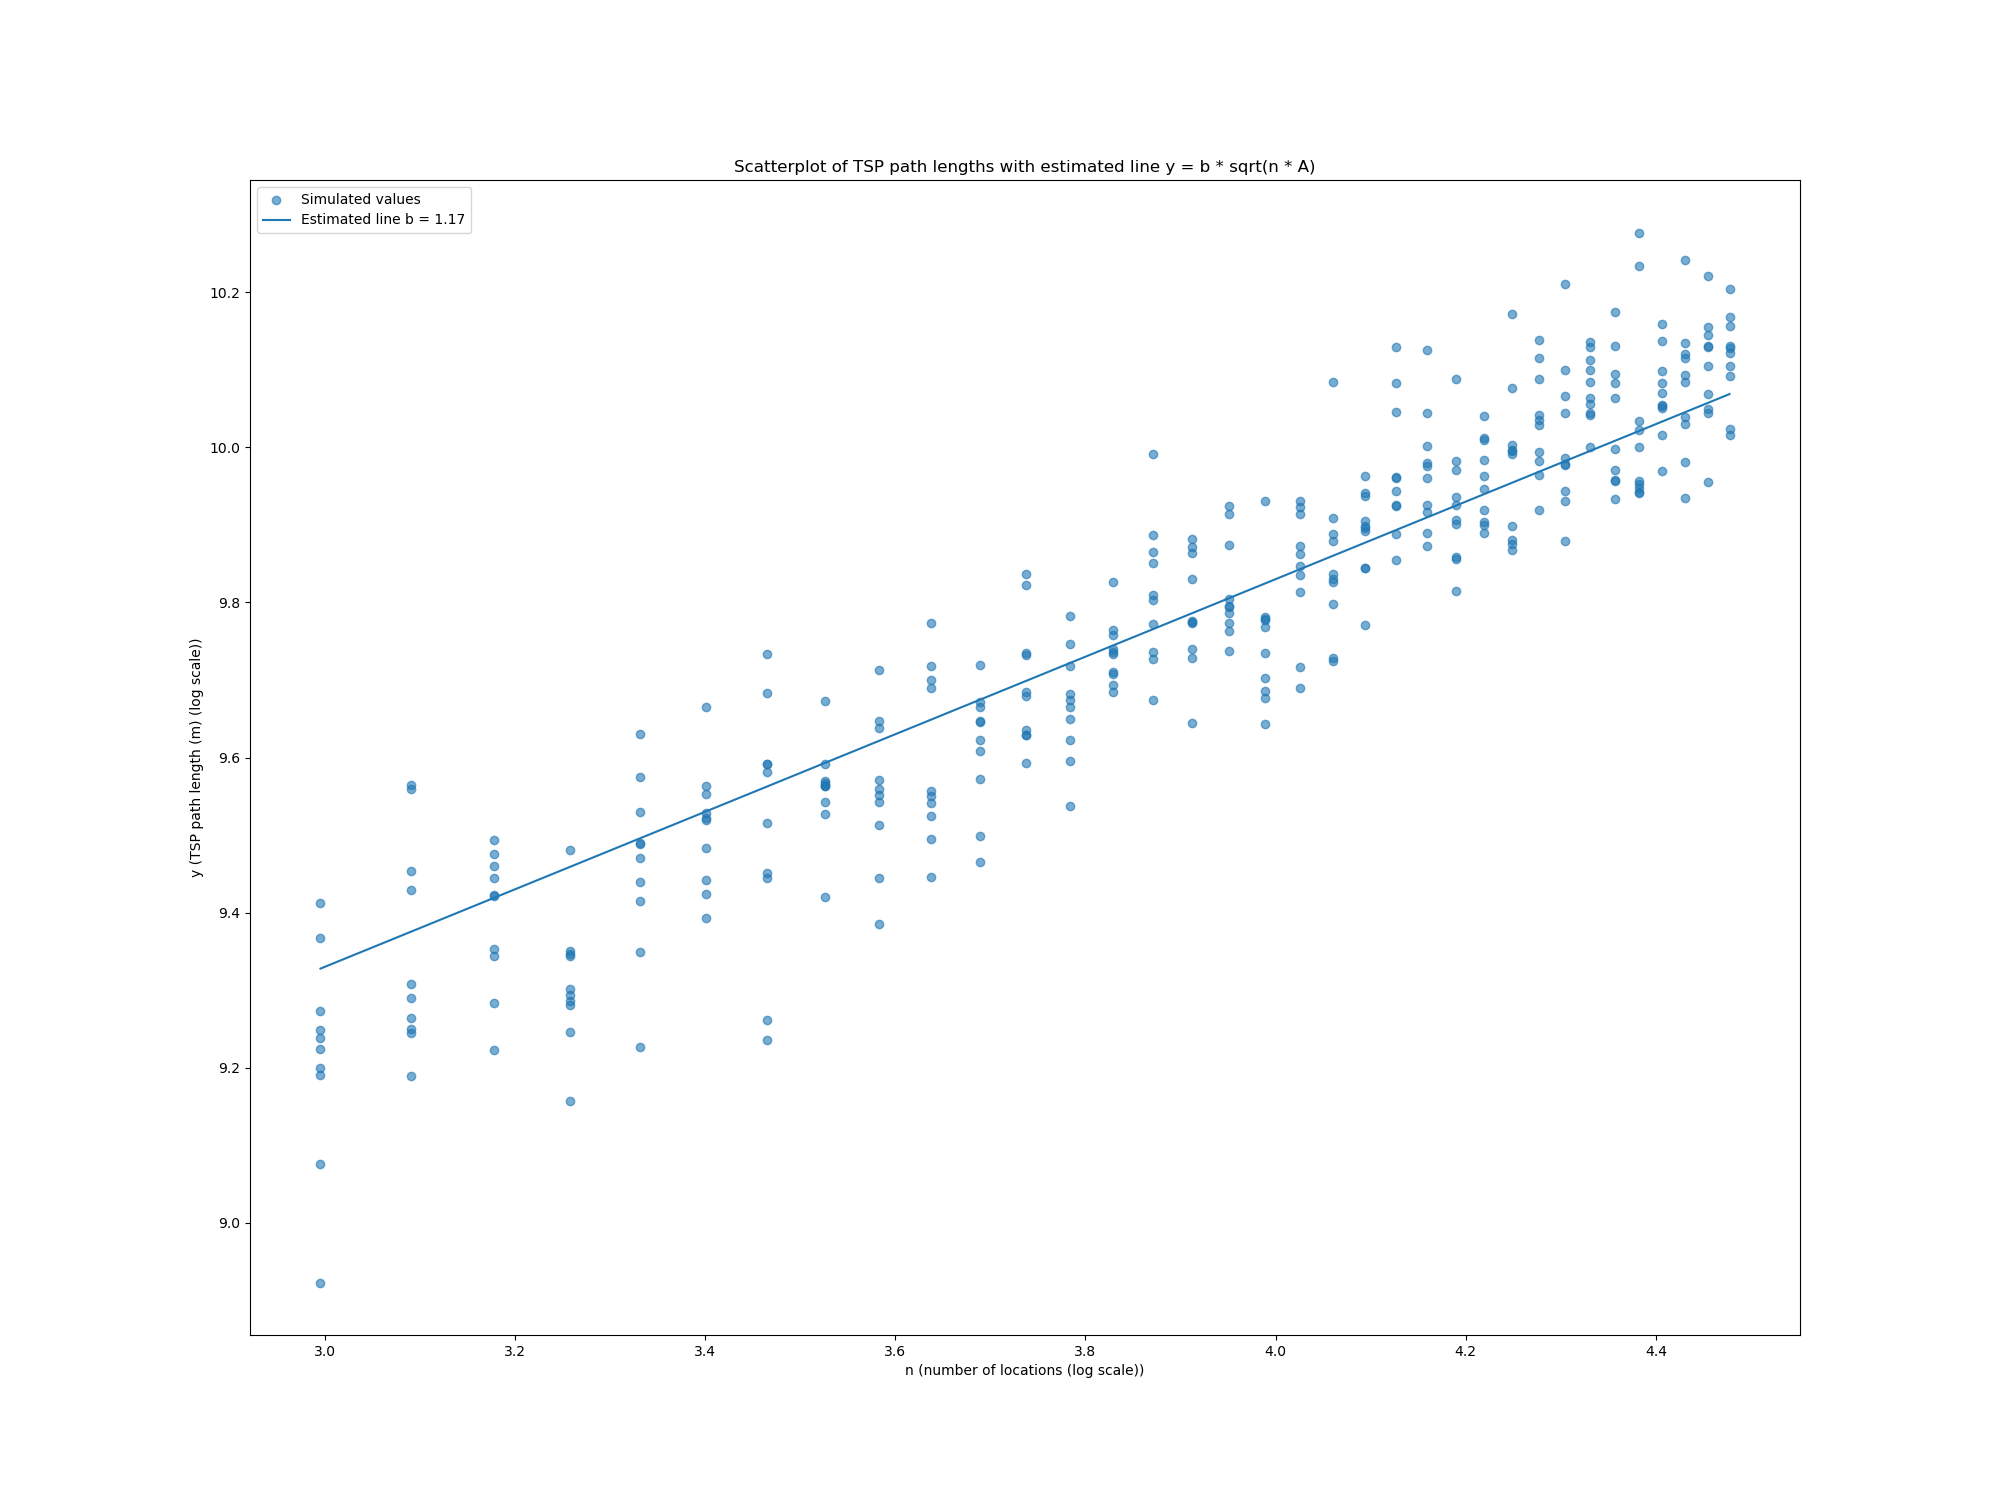 Scatterplot of TSP path lengths with estimated line y = b * sqrt(n * A)
Simulated values
Estimated line b = 1.17
y (TSP path length (m) (log scale))
10.2
10.0
9.8
9.6
9.4
9.2
9.0
3.0 3.2 3.4 3.6 3.8 4.0 4.2 4.4
n (number of locations (log scale))